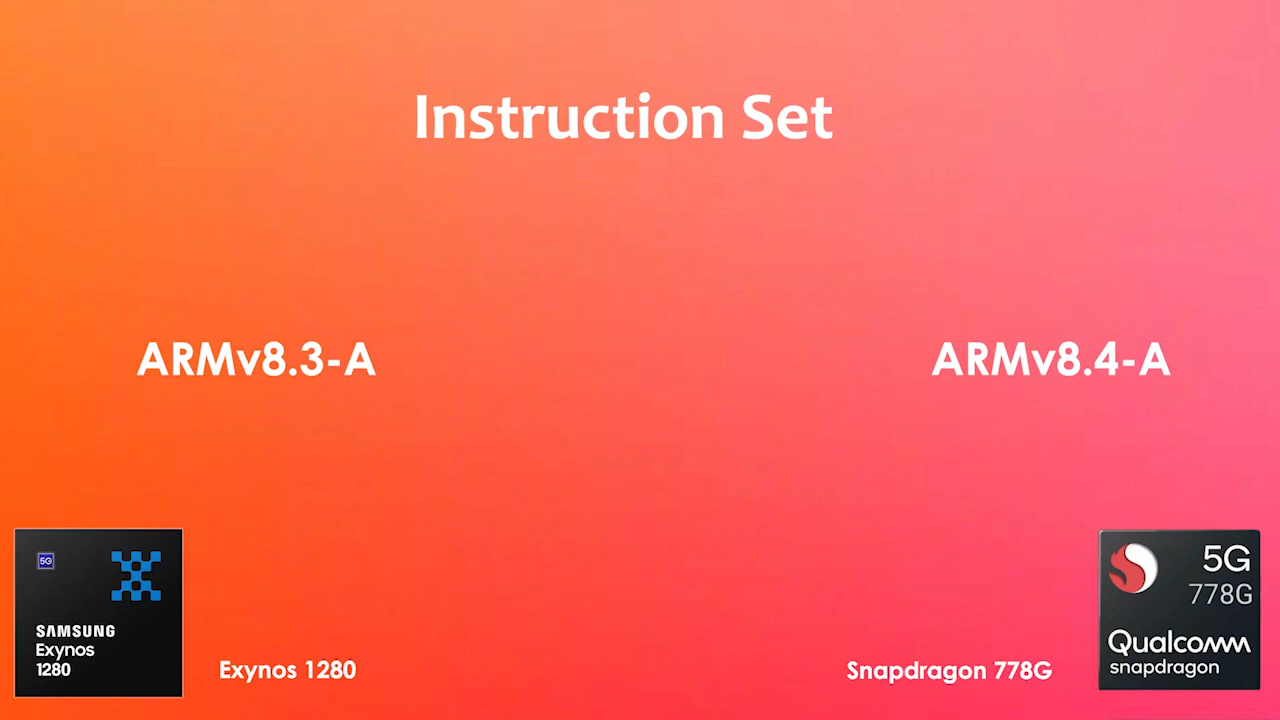 Instruction Set
ARMv8.3-A
ARMv8.4-A
5G
SAMSUNG
Exynos
1280
Exynos 1280
Snapdragon 778G
5G
778G
Qualcomm
snapdragon